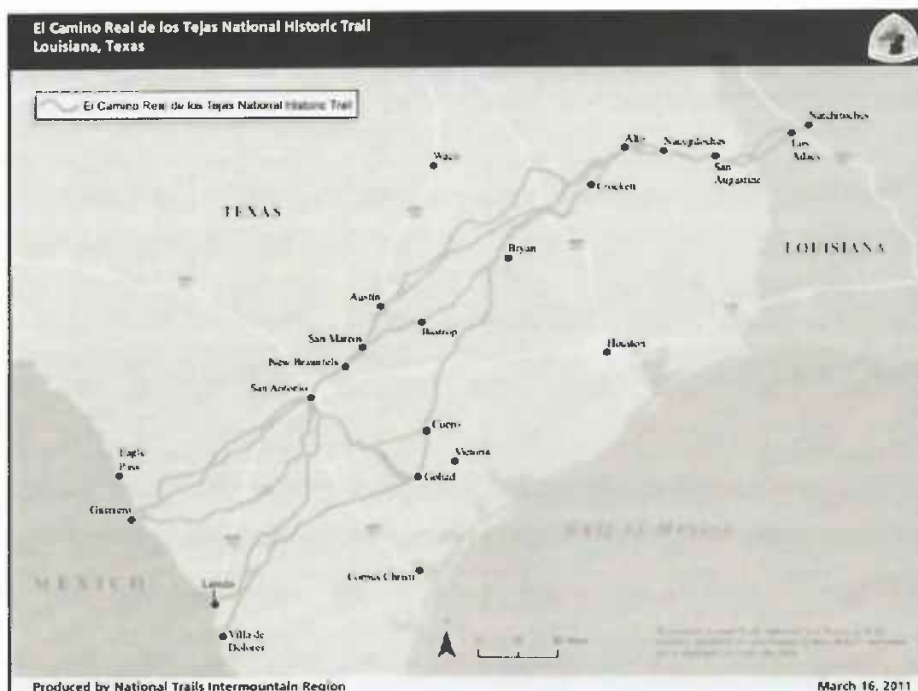 El Camino Real de los Tejas National Historic Trail
Louisiana, Texas
El Camino Real de los Tejas National Historic Trail
Natchitoches
Los
Adaes
Alto
Nacogdoches
San
Augustine
Waco
Crockett
TEXAS
LOUISIANA
Bryan
Austin
Bastrop
San Marcos
Houston
New Braunfels
San Antonio
Cuero
Victoria
Eagle
Pass
Goliad
Guerrero
Gulf of Mexico
MEXICO
Corpus Christi
Laredo
Villa de
Dolores
Produced by National Trails Intermountain Region
March 16, 2011